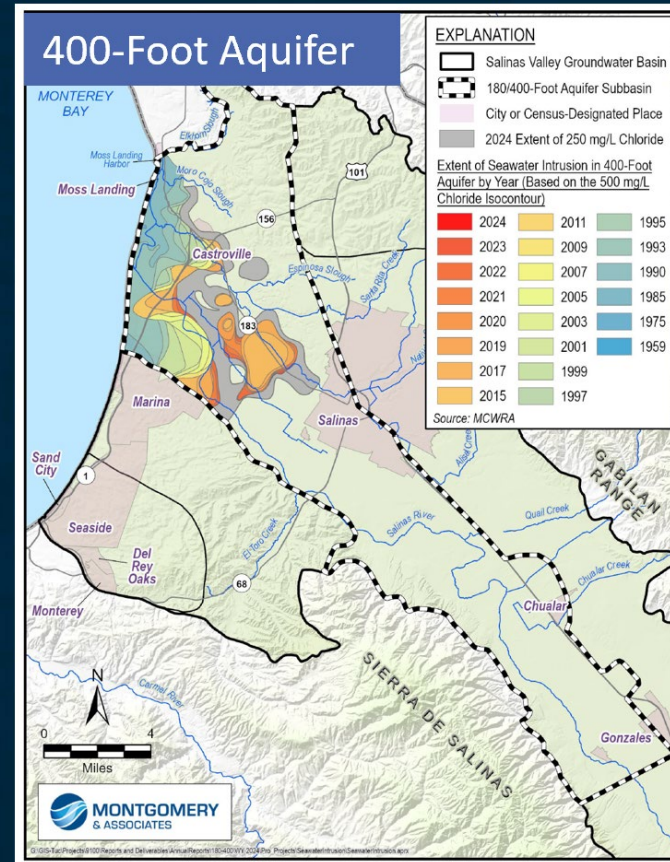 400-Foot Aquifer
EXPLANATION
Salinas Valley Groundwater Basin
180/400-Foot Aquifer Subbasin
City or Census-Designated Place
2024 Extent of 250 mg/L Chloride
Extent of Seawater Intrusion in 400-Foot
Aquifer by Year (Based on the 500 mg/L
Chloride Isocontour)
2024
2023
2022
2021
2020
2019
2017
2015
2011
2009
2007
2005
2003
2001
1999
1997
1995
1993
1990
1985
1975
1959
Source: MCWRA
MONTEREY
BAY
Elkhorn Slough
Moss Landing
Harbor
Moro Cojo Slough
Moss Landing
101
156
Castroville
Espinosa Slough
Santa Rita Creek
183
Marina
Salinas
Alisal Creek
GABILAN
RANGE
Sand
City
1
Seaside
Del
Rey
Oaks
Monterey
El Toro Creek
68
Salinas River
Quail Creek
Chualar Creek
Chualar
SIERRA DE SALINAS
Carmel River
Gonzales
N
0
4
Miles
MONTGOMERY
& ASSOCIATES